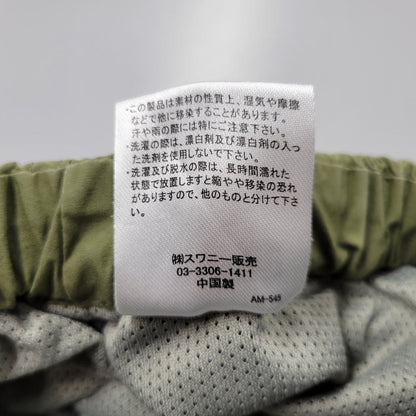 ・この製品は素材の性質上、湿気や摩擦
などで他に移染することがあります。
汗や雨の際には特にご注意下さい。
・洗濯の際は、漂白剤及び漂白剤の入っ
た洗剤を使用しないで下さい。
・洗濯及び脱水の際は、長時間濡れた
状態で放置しますと縮やや移染の恐れ
がありますので、他のものと分けて下さ
い。
㈱スワニー販売
03-3306-1411
中国製
AM-545